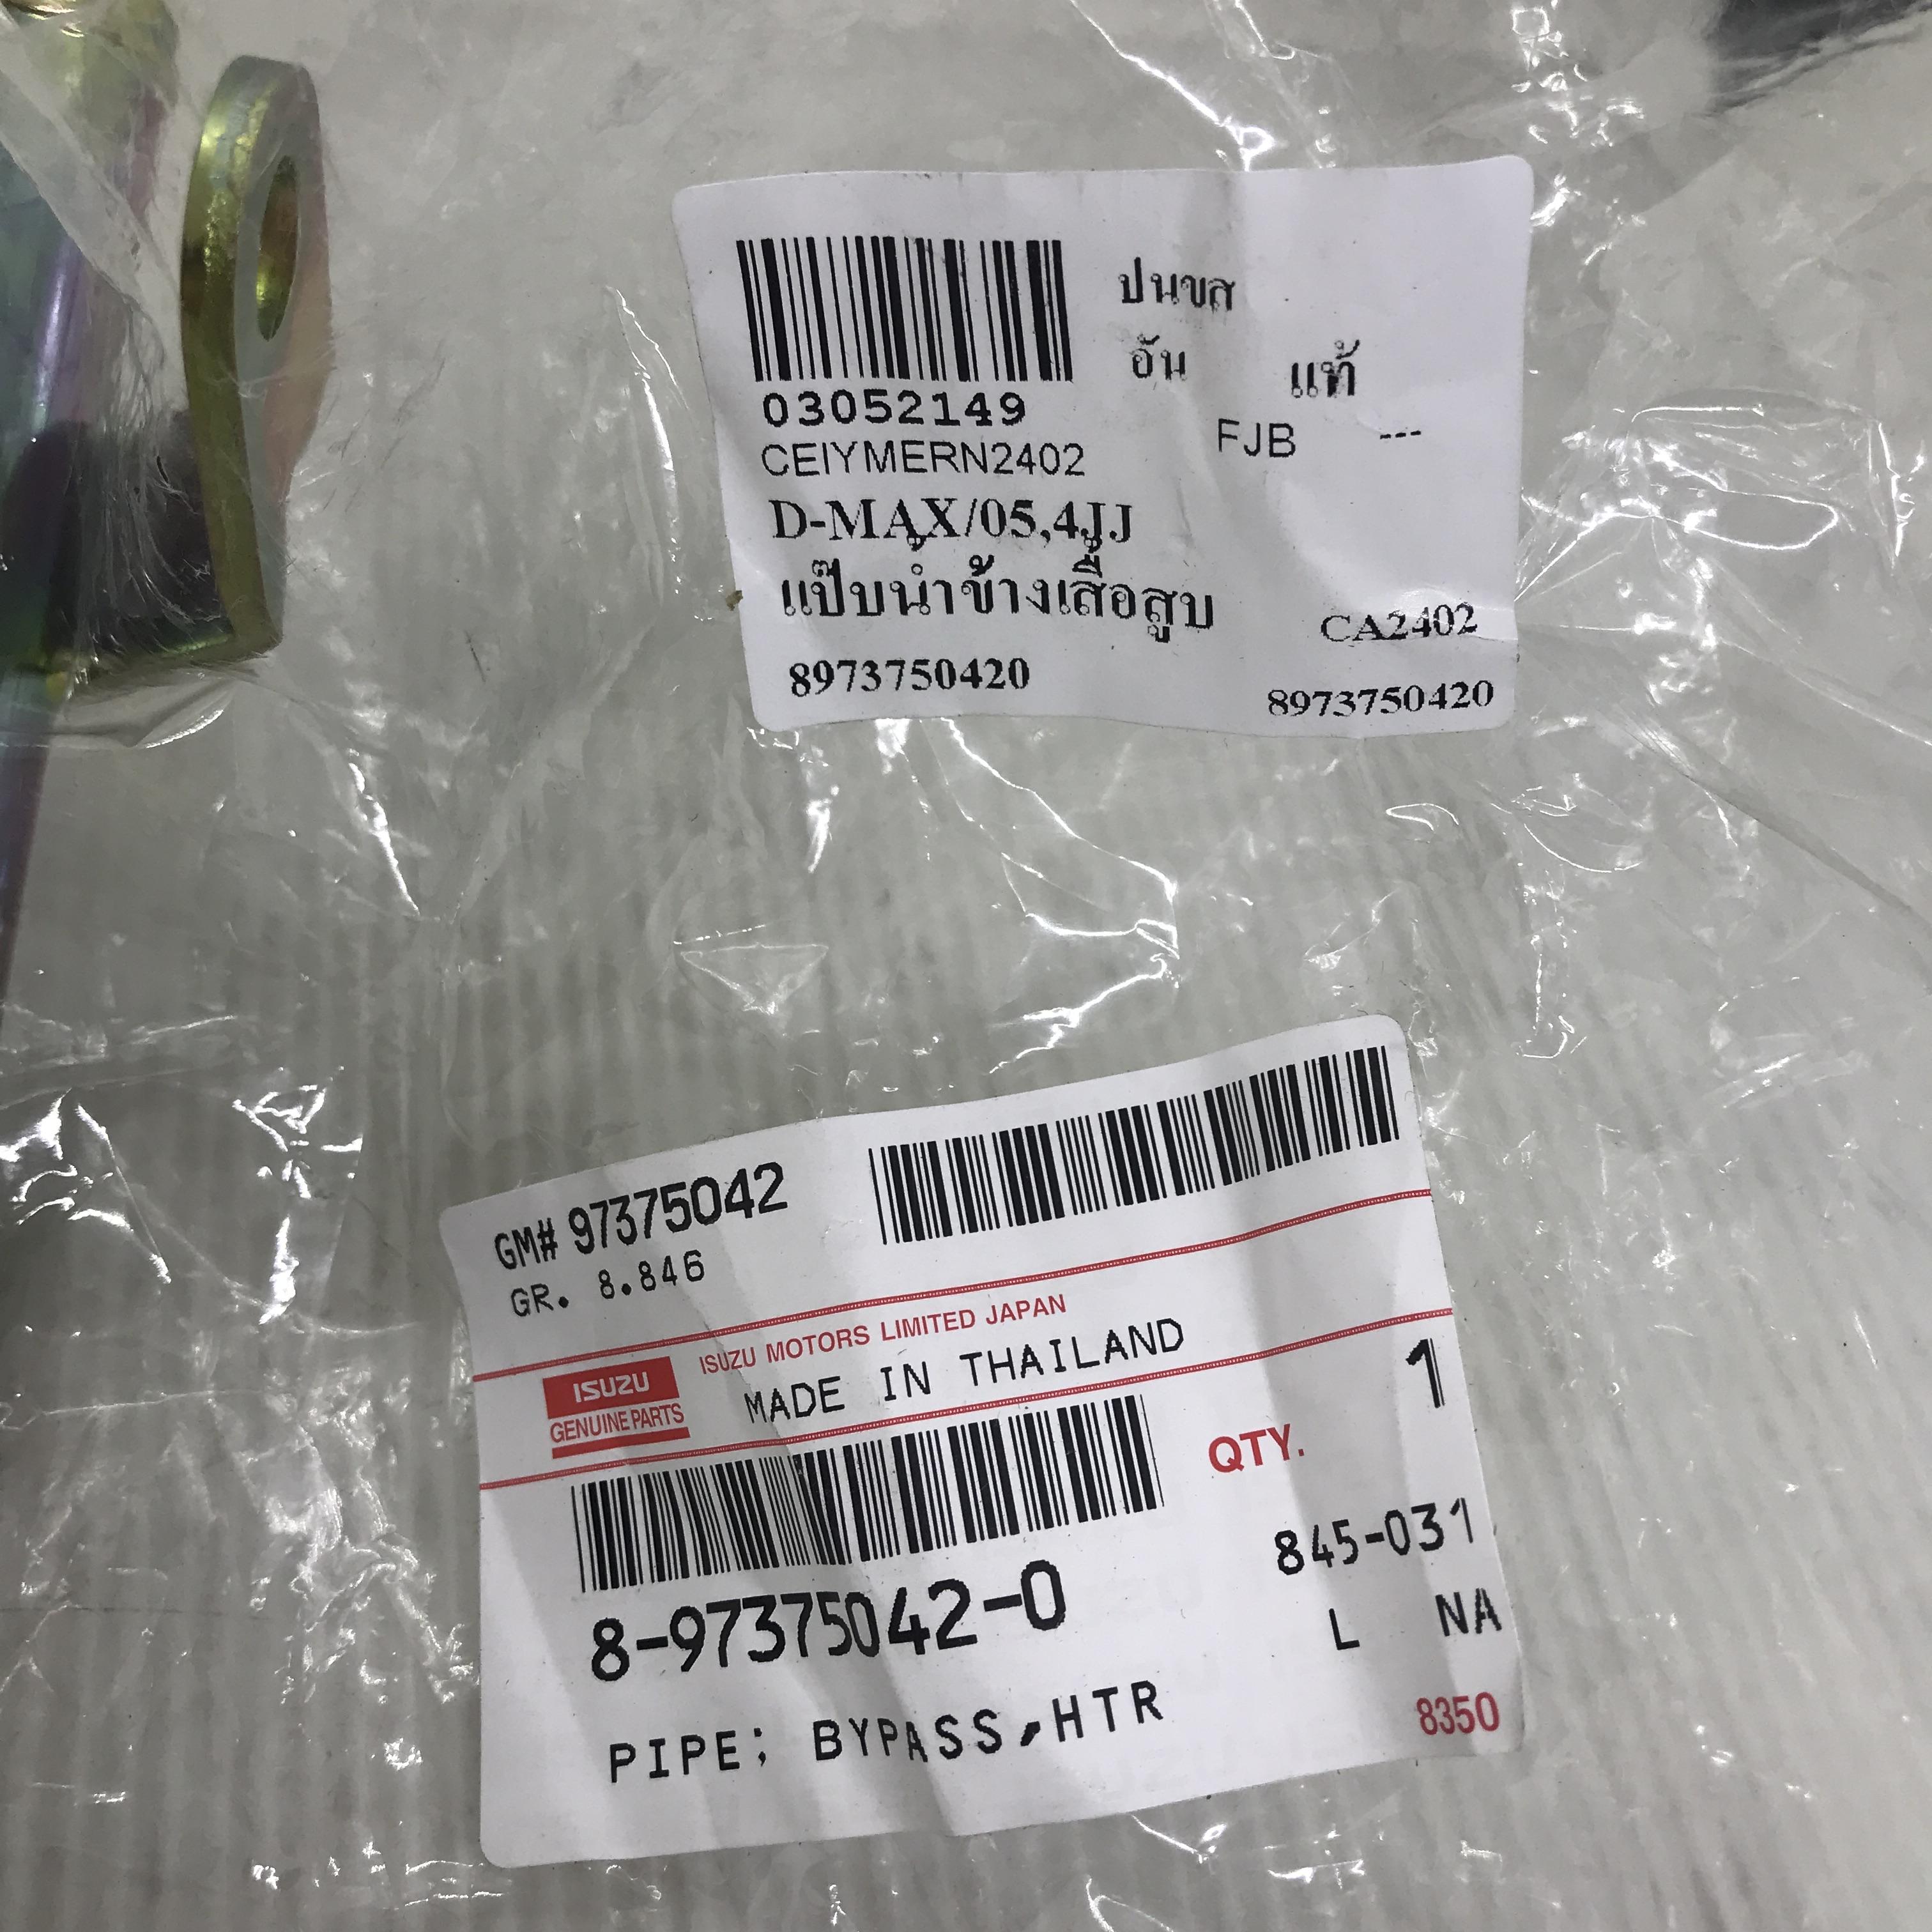 ปนขส
อัน แท้
03052149
FJB ---
CEIYMERN2402
D-MAX/05,4JJ
แป๊บน้ำข้างเสื้อสูบ
CA2402
8973750420 8973750420
GM# 97375042
GR. 8.846
ISUZU MOTORS LIMITED JAPAN
ISUZU
GENUINE PARTS
MADE IN THAILAND
QTY. 1
845-031
8-97375042-0
L NA
PIPE; BYPASS,HTR
8350